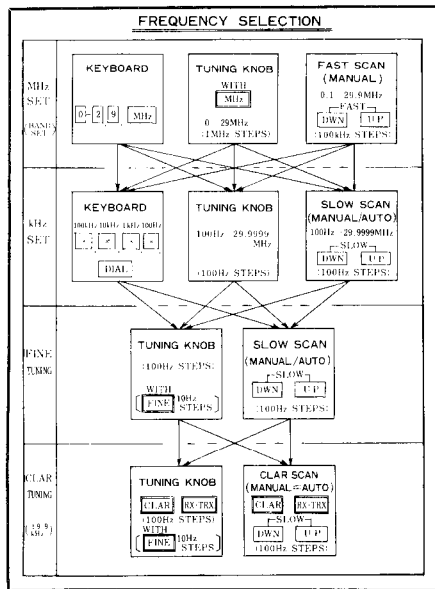 FREQUENCY SELECTION
MHz SET (BAND SET)
KEYBOARD
0 - 2 9 MHz
TUNING KNOB
WITH
MHz
0 29MHz
(1MHz STEPS)
FAST SCAN
(MANUAL)
0.1 29.9MHz
FAST
DWN UP
(100kHz STEPS)
kHz SET
KEYBOARD
100kHz 10kHz 1kHz 100Hz
DIAL
TUNING KNOB
100Hz 29.9999
MHz
(100Hz STEPS)
SLOW SCAN
(MANUAL/AUTO)
100Hz -29.9999MHz
SLOW
DWN UP
(100Hz STEPS)
FINE TUNING
TUNING KNOB
(100Hz STEPS)
WITH
FINE 10Hz STEPS
SLOW SCAN
(MANUAL/AUTO)
SLOW
DWN UP
(100Hz STEPS)
CLAR TUNING (±9.9 kHz)
TUNING KNOB
CLAR RX-TRX
(100Hz STEPS)
WITH
FINE 10Hz STEPS
CLAR SCAN
(MANUAL=AUTO)
CLAR RX-TRX
SLOW
DWN UP
(100Hz STEPS)